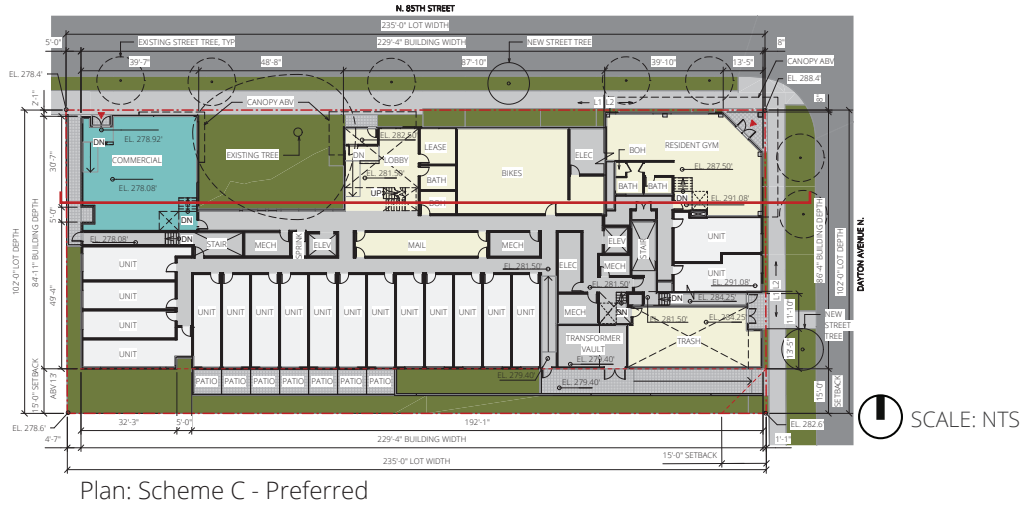 N. 85TH STREET
235'-0" LOT WIDTH
5'-0"
EXISTING STREET TREE, TYP
229'-4" BUILDING WIDTH
NEW STREET TREE
8"
39'-7"
48'-8"
87'-10"
39'-10"
13'-5"
CANOPY ABV
EL. 278.4'
EL. 288.4'
2'-1"
CANOPY ABV
L1 L2
8"
EL. 278.92'
DN
COMMERCIAL
EXISTING TREE
EL. 282.5'
DN
LOBBY
LEASE
BIKES
ELEC
BOH
RESIDENT GYM
30'-7"
EL. 278.08'
EL. 281.50'
BATH
BATH
BATH
EL. 287.50'
UP
BOH
DN
EL. 291.08'
5'-0"
DN
102'-0" LOT DEPTH
84'-11" BUILDING DEPTH
EL. 278.08'
DN
STAIR
MECH
SPRINK
ELEV
MAIL
MECH
ELEV
STAIR
UNIT
86'-4" BUILDING DEPTH
102'-0" LOT DEPTH
DAYTON AVENUE N.
UNIT
EL. 281.50'
ELEC
MECH
UNIT
L1 L2
49'-4"
UNIT
EL. 281.50'
EL. 291.08'
DN
EL. 284.25'
11'-10"
UNIT
UNIT
UNIT
UNIT
UNIT
UNIT
UNIT
UNIT
UNIT
UNIT
UNIT
UNIT
UNIT
MECH
DN
EL. 281.50'
EL. 284.25'
NEW
STREET
TREE
UNIT
TRANSFORMER
VAULT
TRASH
13'-5"
EL. 279.40'
ABV 13'
15'-0" SETBACK
PATIO
PATIO
PATIO
PATIO
PATIO
PATIO
PATIO
EL. 279.40'
EL. 279.40'
15'-0"
SETBACK
EL. 278.6'
32'-3"
5'-0"
192'-1"
EL. 282.6'
4'-7"
229'-4" BUILDING WIDTH
1'-1"
15'-0" SETBACK
235'-0" LOT WIDTH
SCALE: NTS
Plan: Scheme C - Preferred